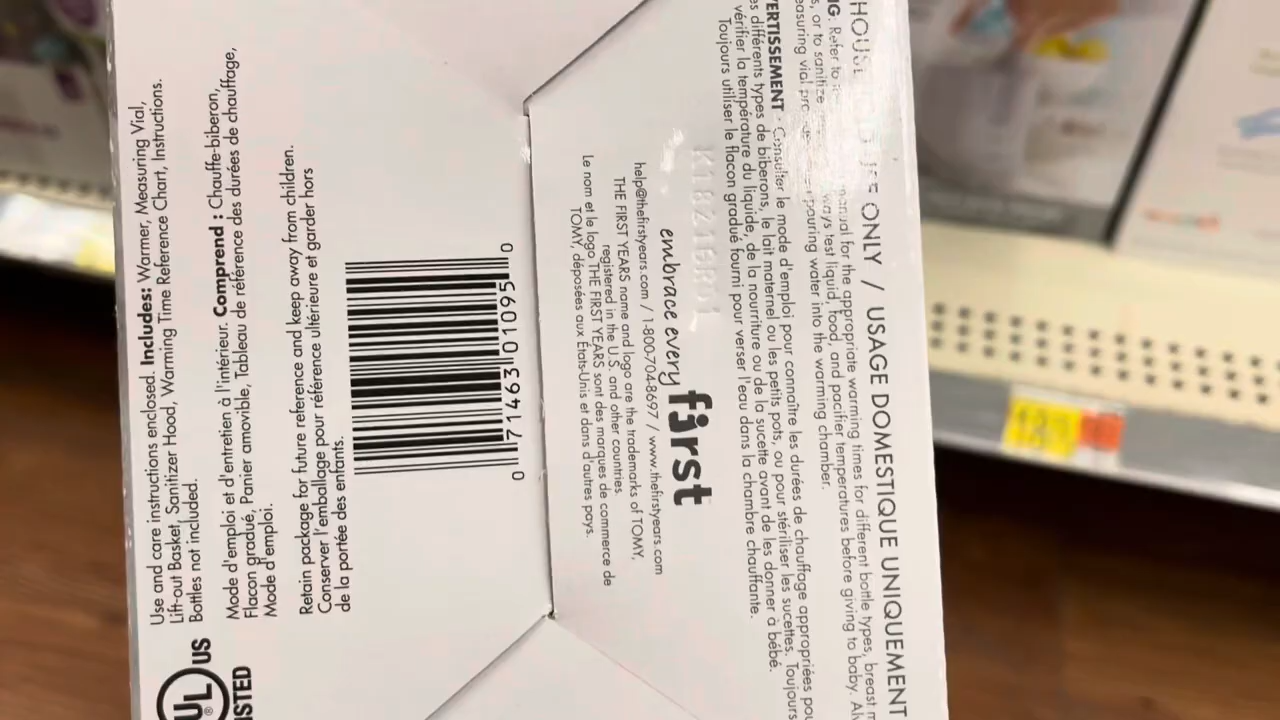 Use and care instructions enclosed. Includes: Warmer, Measuring Vial,
Lift-out Basket, Sanitizer Hood, Warming Time Reference Chart, Instructions.
Bottles not included.
Mode d'emploi et d'entretien à l'intérieur. Comprend : Chauffe-biberon,
Flacon gradué, Panier amovible, Tableau de référence des durées de chauffage,
Mode d'emploi.
Retain package for future reference and keep away from children.
Conserver l'emballage pour référence ultérieure et garder hors
de la portée des enfants.
UL US
®
ISTED
0 71463 01095 0
HOUSE ONLY / USAGE DOMESTIQUE UNIQUEMENT
NG: Refer to manual for the appropriate warming times for different bottle types, breast m
s, or to sanitize ways test liquid, food, and pacifier temperatures before giving to baby. Alw
easuring vial pouring water into the warming chamber.
VERTISSEMENT Consulter le mode d'emploi pour connaître les durées de chauffage appropriées pou
es différents types de biberons, le lait maternel ou les petits pots, ou pour stériliser les sucettes. Toujours
vérifier la température du liquide, de la nourriture ou de la sucette avant de les donner à bébé.
Toujours utiliser le flacon gradué fourni pour verser l'eau dans la chambre chauffante.
embrace every first
help@thefirstyears.com / 1-800-704-8697 / www.thefirstyears.com
THE FIRST YEARS name and logo are the trademarks of TOMY,
registered in the U.S. and other countries.
Le nom et le logo THE FIRST YEARS sont des marques de commerce de
TOMY, déposées aux États-Unis et dans d'autres pays.